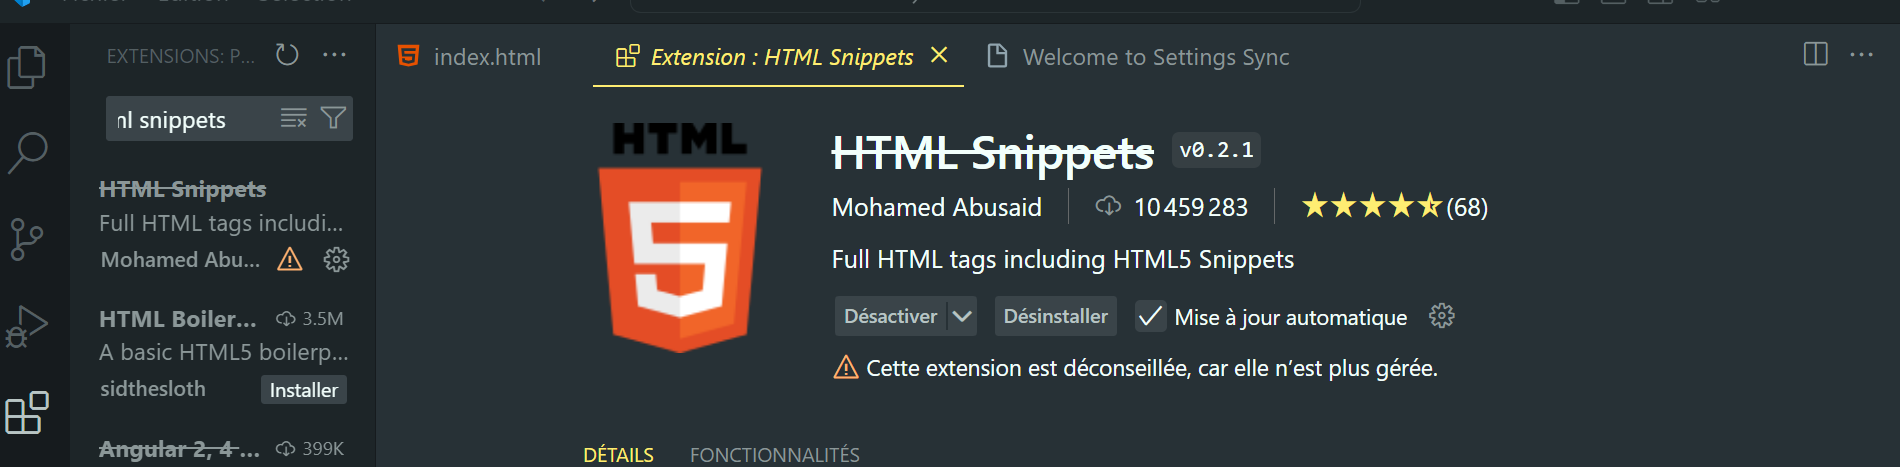 EXTENSIONS: P...
index.html
Extension : HTML Snippets
Welcome to Settings Sync
snippets
HTML Snippets
Full HTML tags includi...
Mohamed Abu...
HTML Boiler... 3.5M
A basic HTML5 boilerp...
sidthesloth
Installer
Angular 2, 4 ... 399K
HTML
5
HTML Snippets v0.2.1
Mohamed Abusaid
10 459 283
(68)
Full HTML tags including HTML5 Snippets
Désactiver
Désinstaller
Mise à jour automatique
Cette extension est déconseillée, car elle n’est plus gérée.
DÉTAILS
FONCTIONNALITÉS